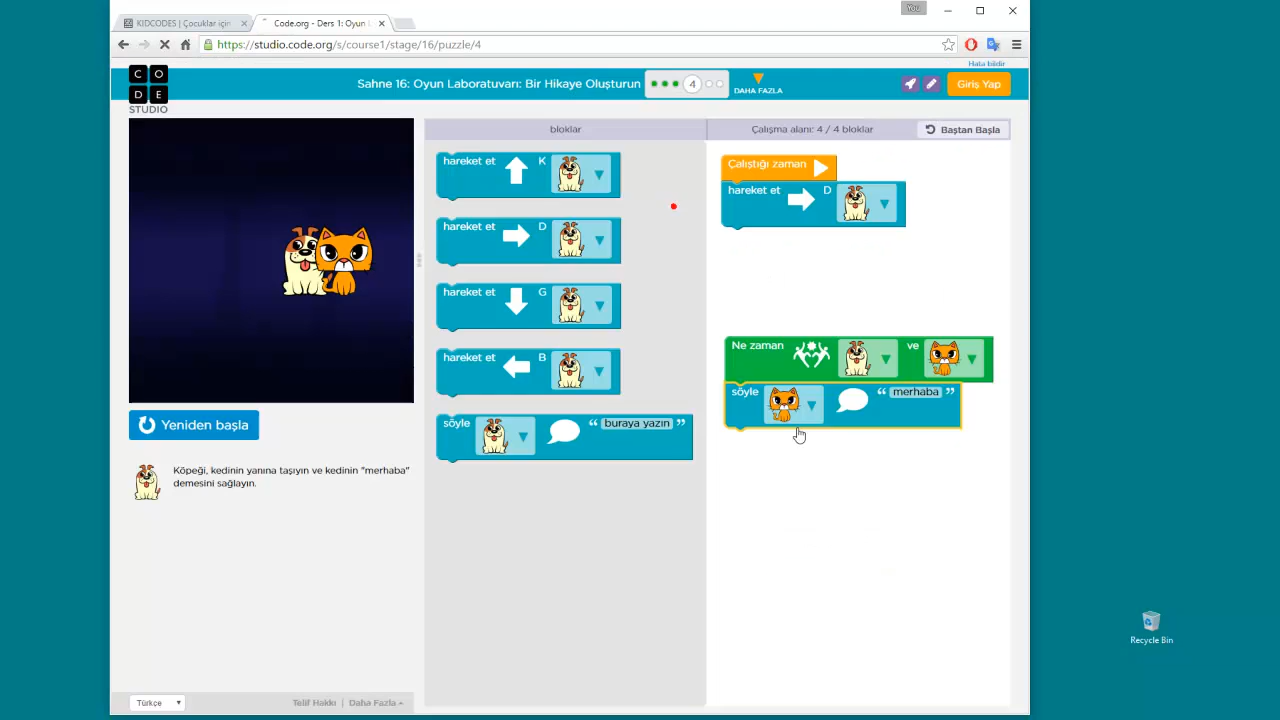 You
KIDCODES | Çocuklar için
Code.org - Ders 1: Oyun L
https://studio.code.org/s/course1/stage/16/puzzle/4
Hata bildir
C O
D E
STUDIO
Sahne 16: Oyun Laboratuvarı: Bir Hikaye Oluşturun
4
DAHA FAZLA
Giriş Yap
bloklar
Çalışma alanı: 4 / 4 bloklar
Baştan Başla
hareket et K
hareket et D
hareket et G
hareket et B
söyle “ buraya yazın ”
Çalıştığı zaman
hareket et D
Ne zaman ve
söyle “ merhaba ”
Yeniden başla
Köpeği, kedinin yanına taşıyın ve kedinin "merhaba"
demesini sağlayın.
Türkçe
Telif Hakkı | Daha Fazla
Recycle Bin